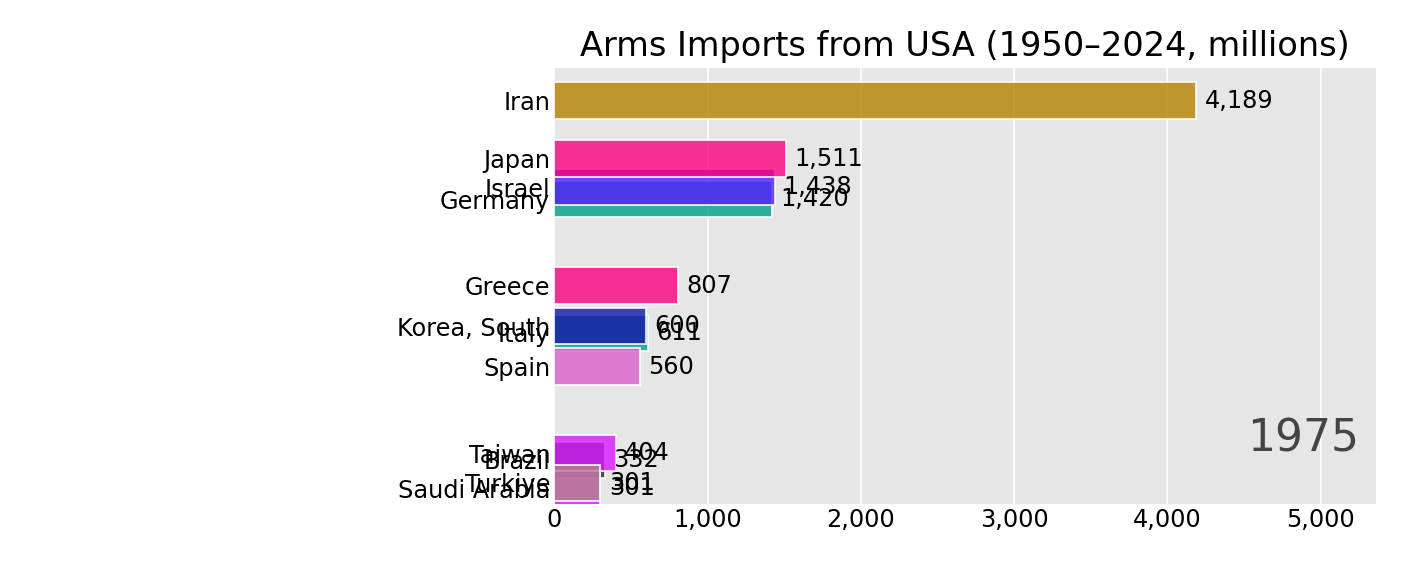 Arms Imports from USA (1950–2024, millions)
Iran 4,189
Japan 1,511
Israel 1,438
Germany 1,420
Greece 807
Korea, South 600
Italy 611
Spain 560
Taiwan 404
Brazil 332
Turkiye 301
Saudi Arabia 301
1975
0 1,000 2,000 3,000 4,000 5,000